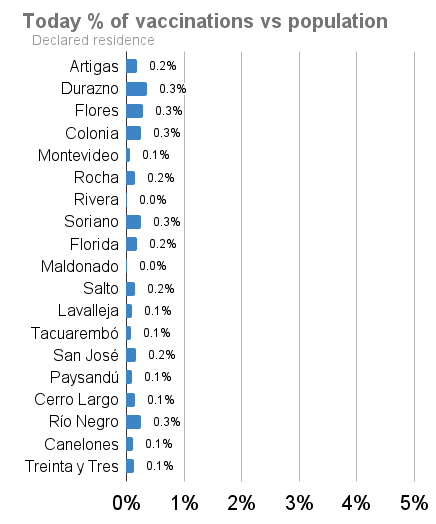 Today % of vaccinations vs population
Declared residence
Artigas 0.2%
Durazno 0.3%
Flores 0.3%
Colonia 0.3%
Montevideo 0.1%
Rocha 0.2%
Rivera 0.0%
Soriano 0.3%
Florida 0.2%
Maldonado 0.0%
Salto 0.2%
Lavalleja 0.1%
Tacuarembó 0.1%
San José 0.2%
Paysandú 0.1%
Cerro Largo 0.1%
Río Negro 0.3%
Canelones 0.1%
Treinta y Tres 0.1%
0% 1% 2% 3% 4% 5%